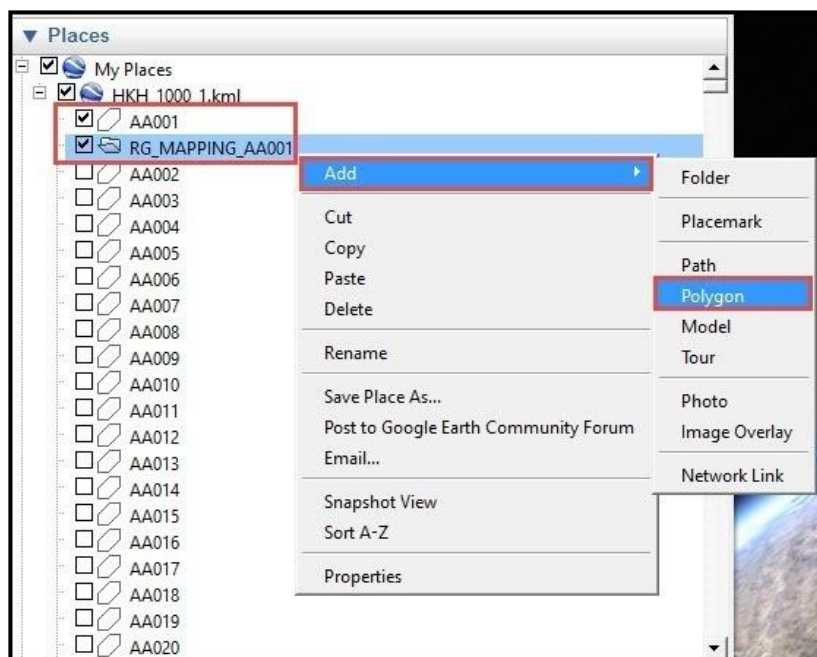 Places
My Places
HKH_1000_1.kml
AA001
RG_MAPPING_AA001
AA002
AA003
AA004
AA005
AA006
AA007
AA008
AA009
AA010
AA011
AA012
AA013
AA014
AA015
AA016
AA017
AA018
AA019
AA020
Add
Cut
Copy
Paste
Delete
Rename
Save Place As...
Post to Google Earth Community Forum
Email...
Snapshot View
Sort A-Z
Properties
Folder
Placemark
Path
Polygon
Model
Tour
Photo
Image Overlay
Network Link